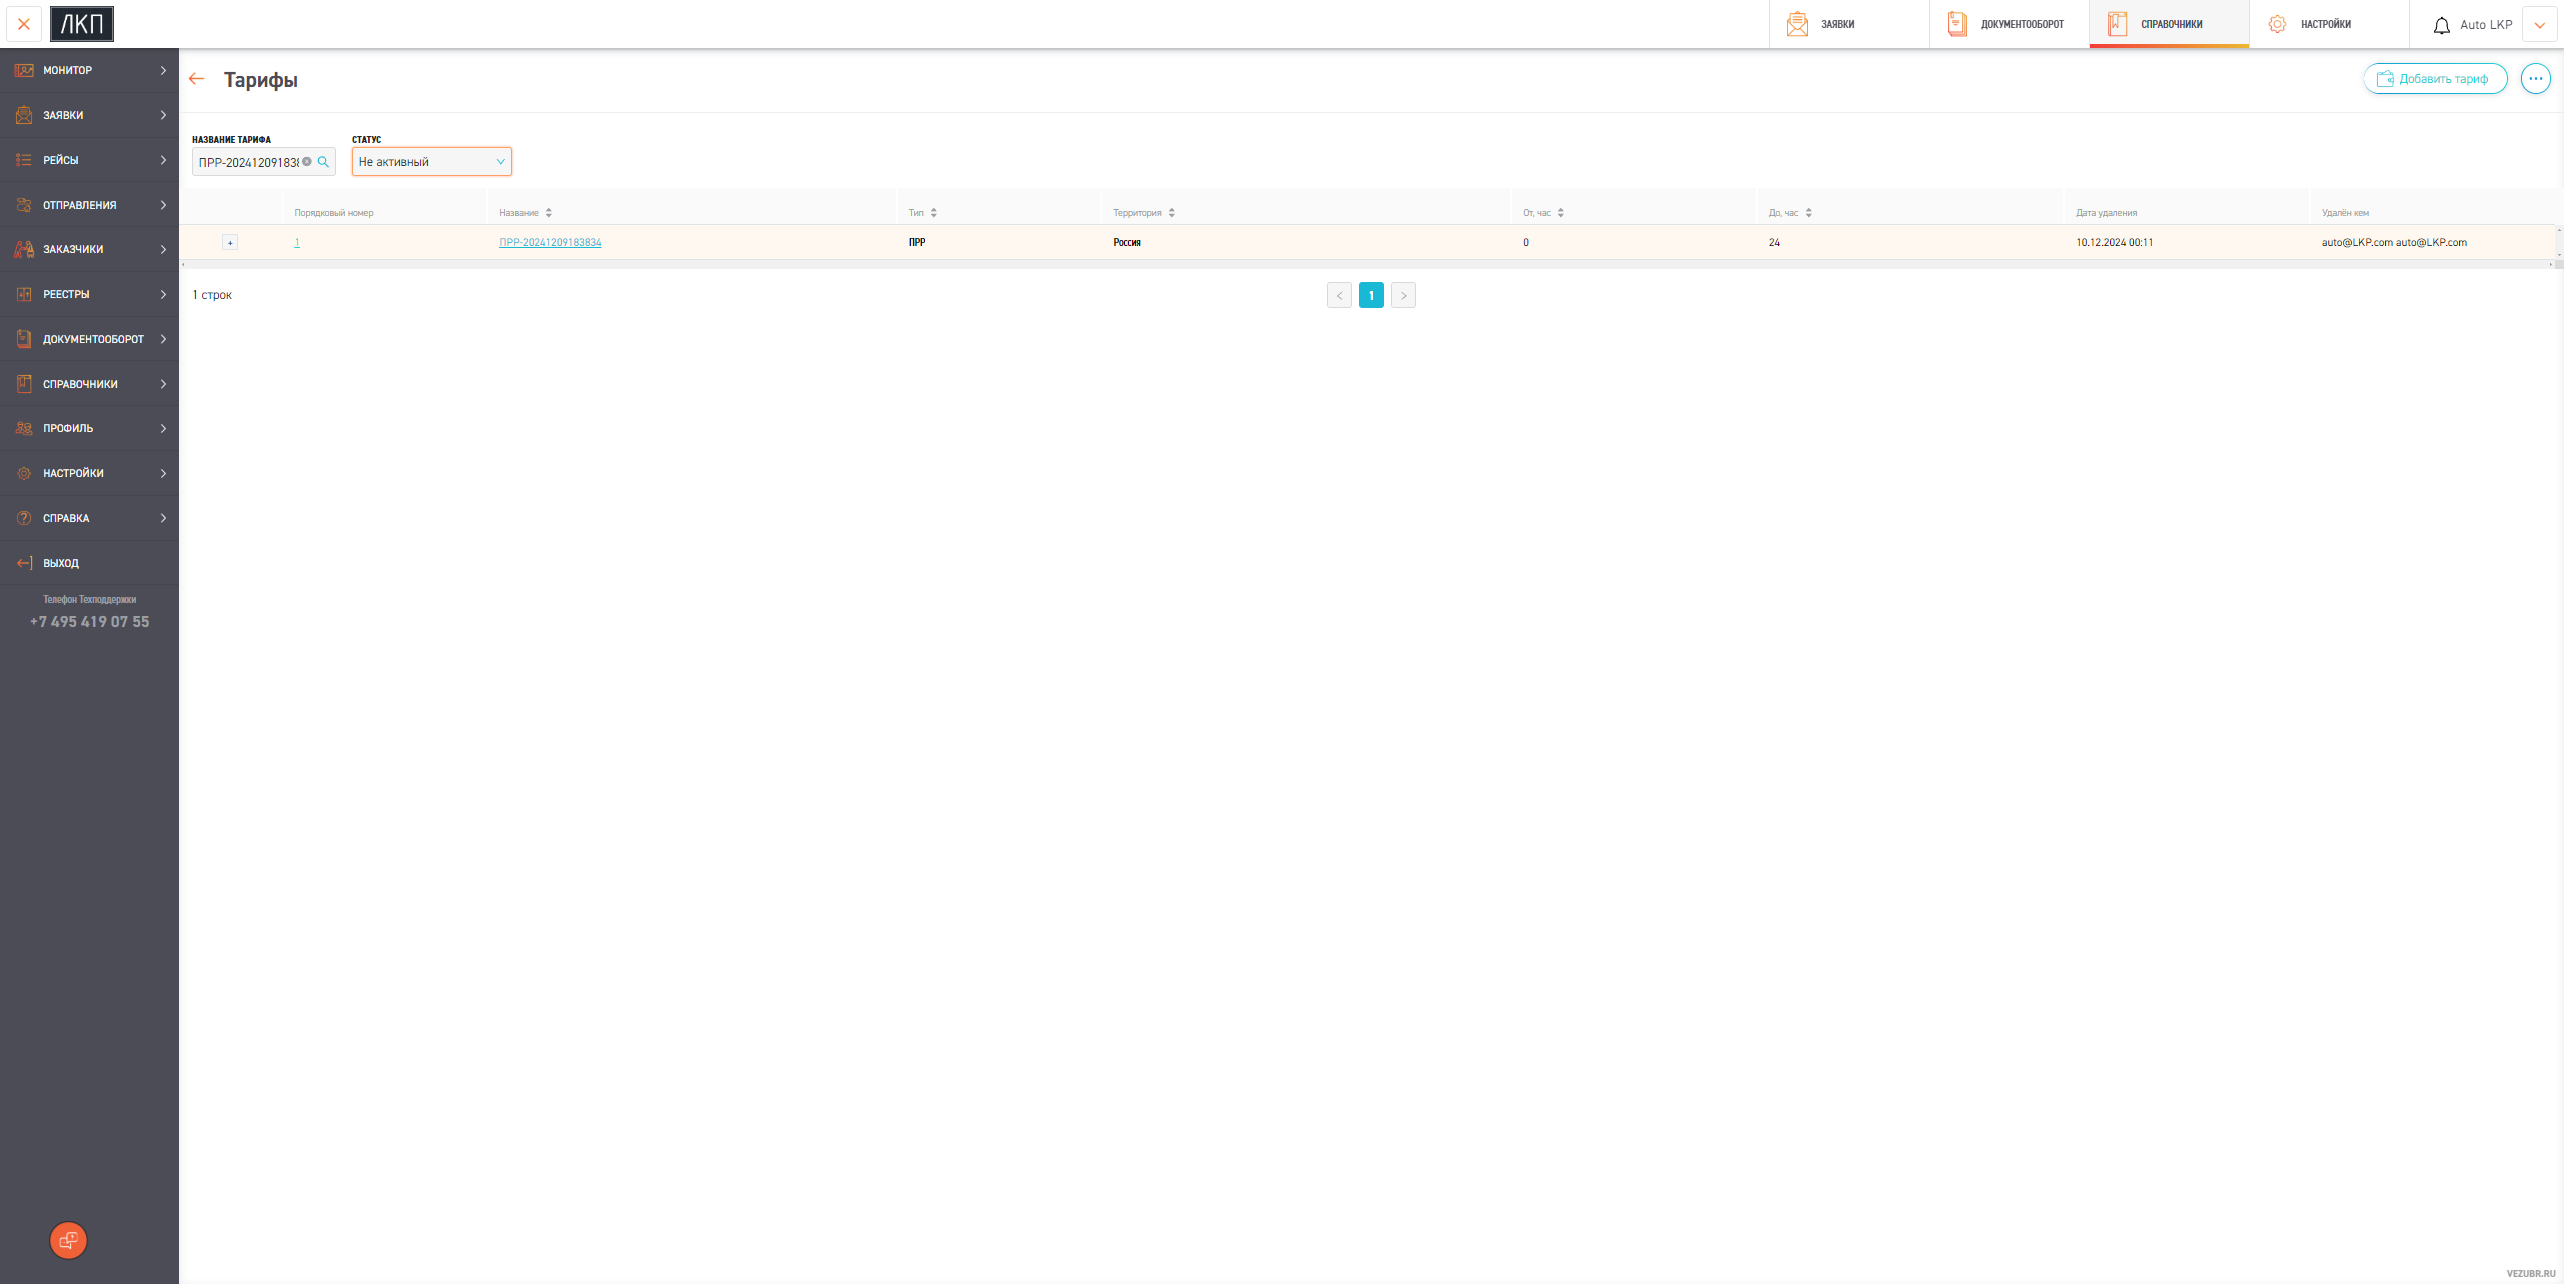 ЛКП
ЗАЯВКИ
ДОКУМЕНТООБОРОТ
СПРАВОЧНИКИ
НАСТРОЙКИ
Auto LKP
МОНИТОР
ЗАЯВКИ
РЕЙСЫ
ОТПРАВЛЕНИЯ
ЗАКАЗЧИКИ
РЕЕСТРЫ
ДОКУМЕНТООБОРОТ
СПРАВОЧНИКИ
ПРОФИЛЬ
НАСТРОЙКИ
СПРАВКА
ВЫХОД
Телефон Техподдержки
+7 495 419 07 55
Тарифы
Добавить тариф
НАЗВАНИЕ ТАРИФА
СТАТУС
ПРР-20241209183
Не активный
Порядковый номер Название Тип Территория От, час До, час Дата удаления Удалён кем
+ 1 ПРР-20241209183834 ПРР Россия 0 24 10.12.2024 00:11 auto@LKP.com auto@LKP.com
1 строк
< 1 >
VEZUBR.RU